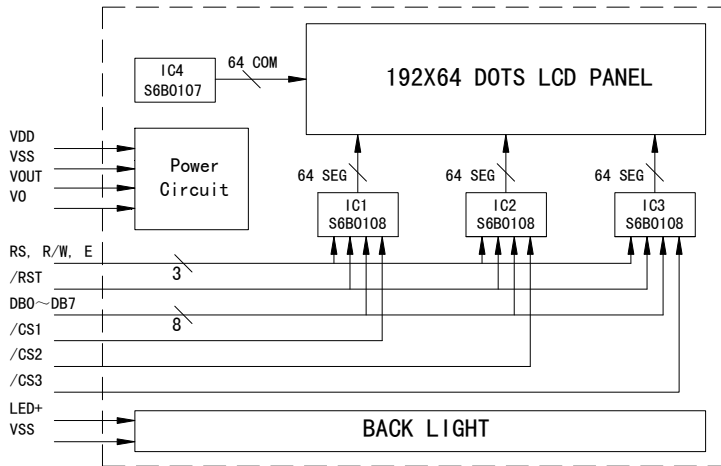 64 COM
IC4
S6B0107
192X64 DOTS LCD PANEL
VDD
VSS
VOUT
V0
Power
Circuit
64 SEG
64 SEG
64 SEG
IC1
S6B0108
IC2
S6B0108
IC3
S6B0108
RS, R/W, E
3
/RST
DB0～DB7
8
/CS1
/CS2
/CS3
LED+
VSS
BACK LIGHT